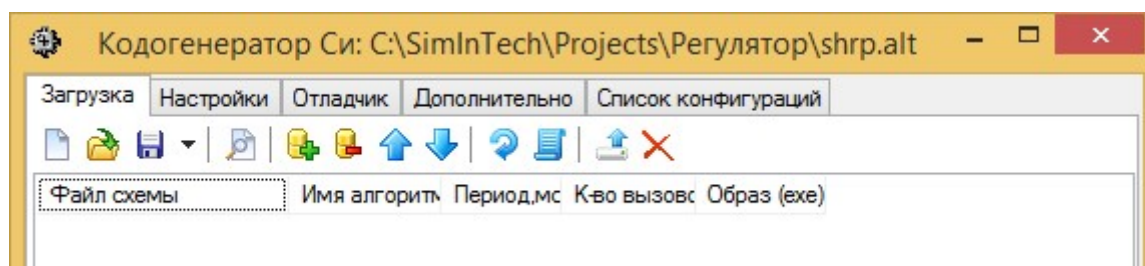 Кодогенератор Си: C:\SimInTech\Projects\Регулятор\shrp.alt
Загрузка Настройки Отладчик Дополнительно Список конфигураций
Файл схемы Имя алгоритм Период,мс К-во вызово Образ (exe)